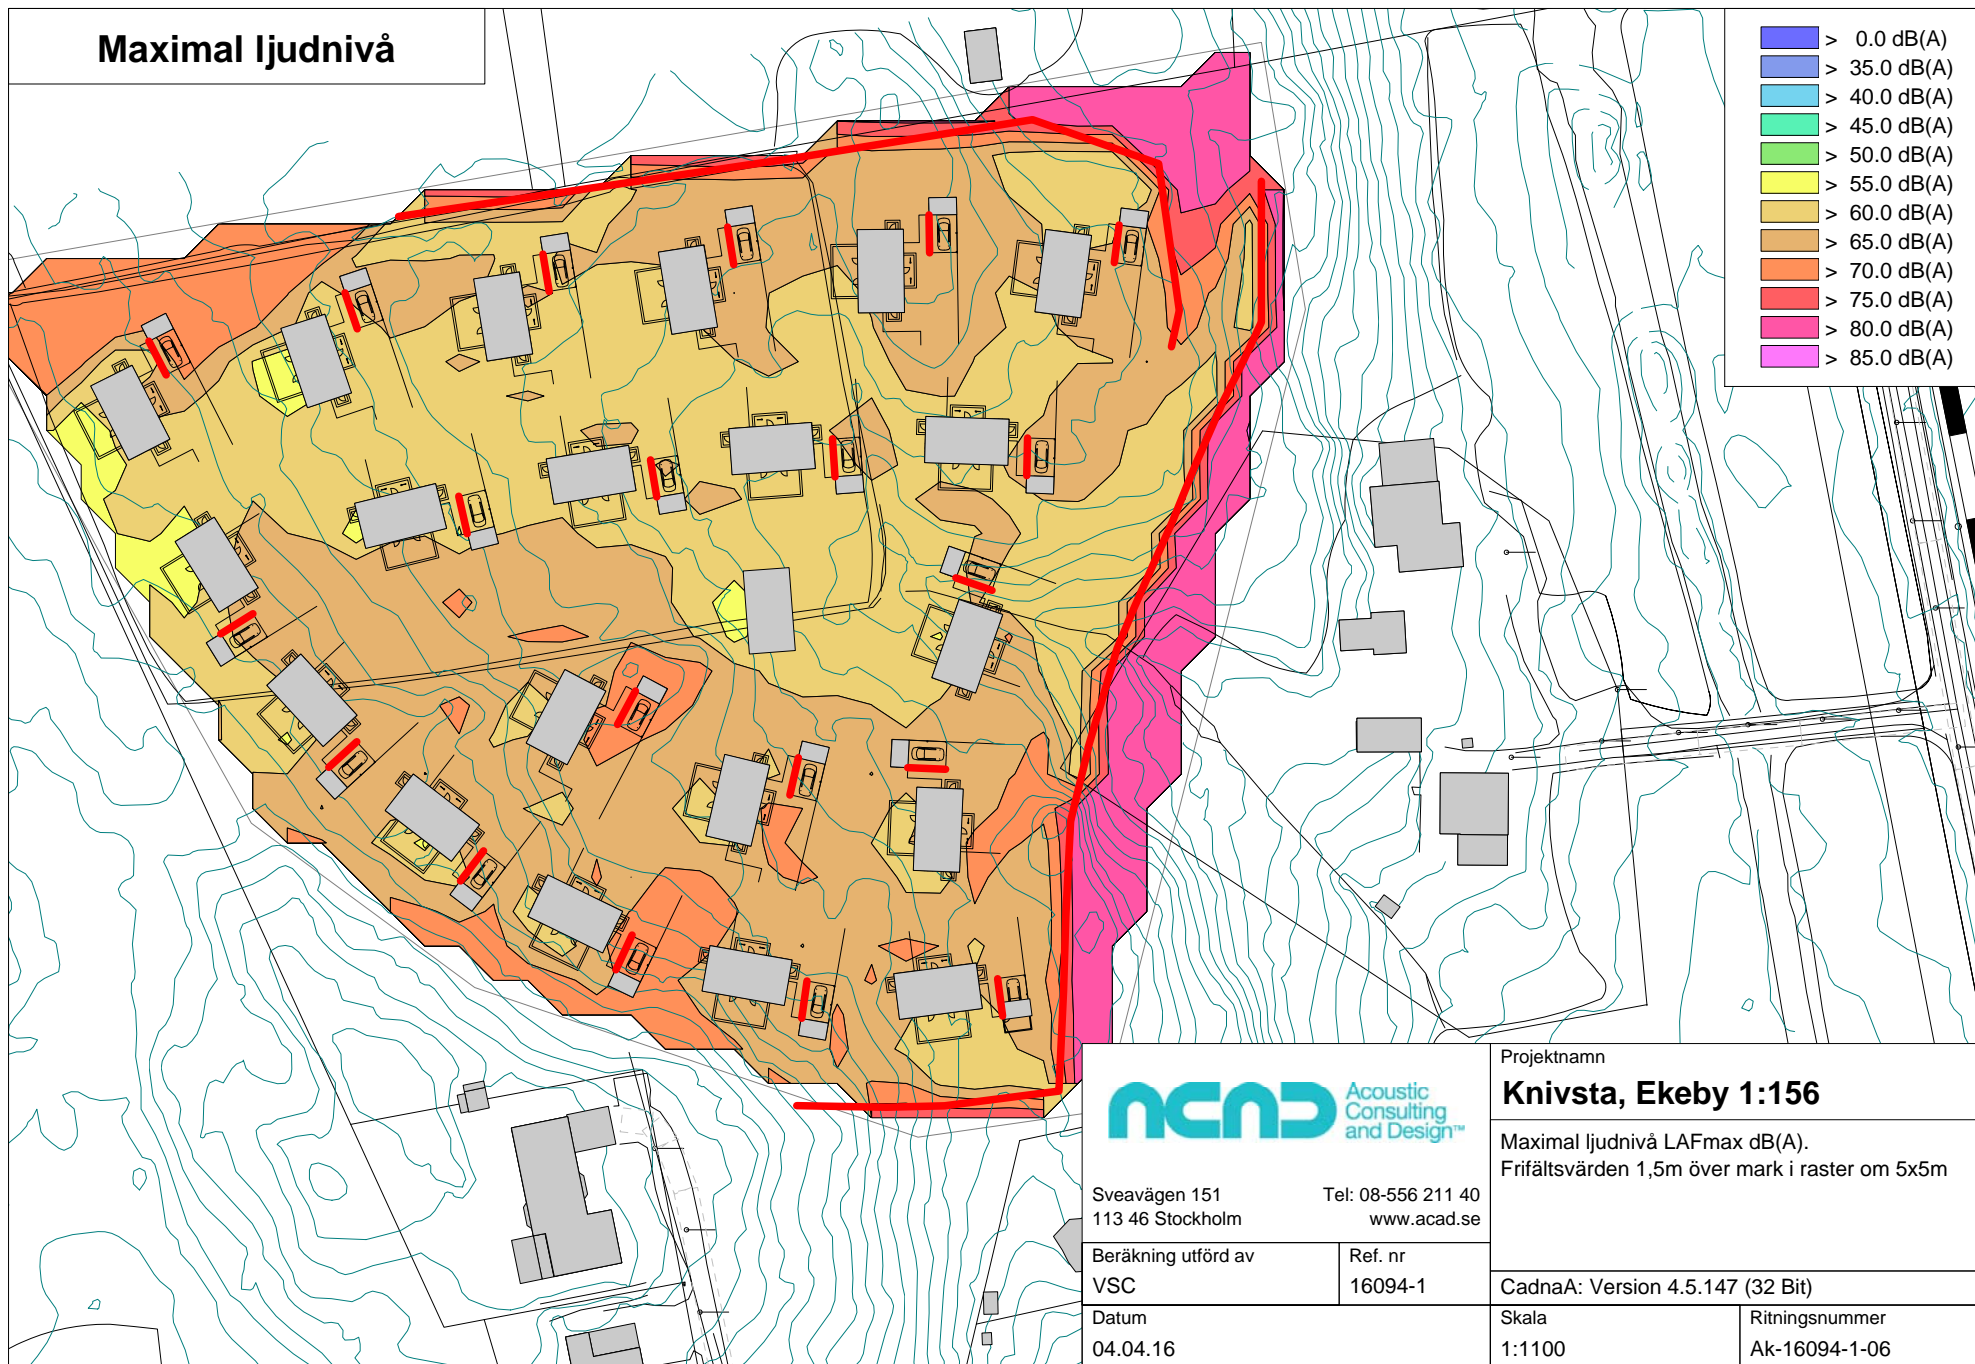 Maximal ljudnivå
> 0.0 dB(A)
> 35.0 dB(A)
> 40.0 dB(A)
> 45.0 dB(A)
> 50.0 dB(A)
> 55.0 dB(A)
> 60.0 dB(A)
> 65.0 dB(A)
> 70.0 dB(A)
> 75.0 dB(A)
> 80.0 dB(A)
> 85.0 dB(A)
ACAD
Acoustic
Consulting
and Design™
Sveavägen 151
113 46 Stockholm
Tel: 08-556 211 40
www.acad.se
Projektnamn
Knivsta, Ekeby 1:156
Maximal ljudnivå LAFmax dB(A).
Frifältsvärden 1,5m över mark i raster om 5x5m
Beräkning utförd av
VSC
Ref. nr
16094-1
CadnaA: Version 4.5.147 (32 Bit)
Datum
04.04.16
Skala
1:1100
Ritningsnummer
Ak-16094-1-06